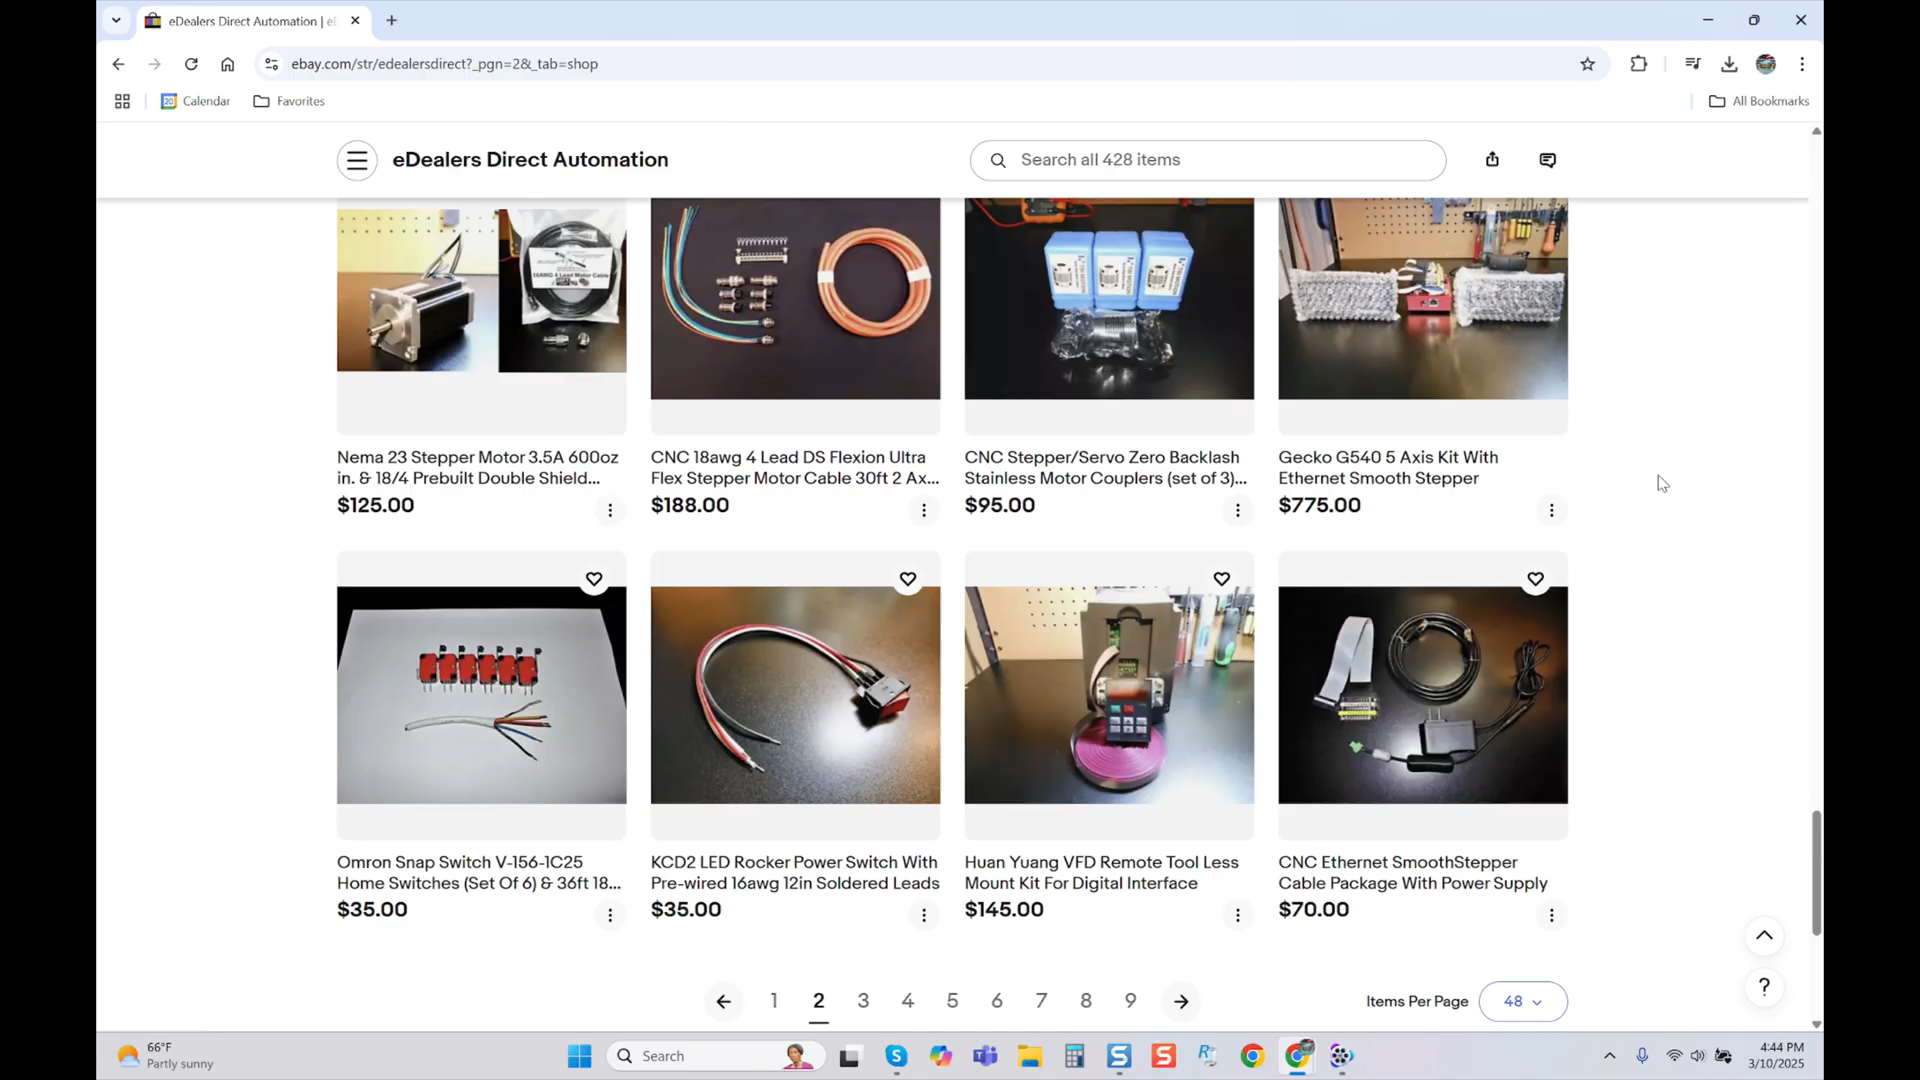 eDealers Direct Automation | eB
ebay.com/str/edealersdirect?_pgn=2&_tab=shop
Calendar
Favorites
All Bookmarks
eDealers Direct Automation
Search all 428 items
16AWG 4 Lead Motor Cable
Nema 23 Stepper Motor 3.5A 600oz
in. & 18/4 Prebuilt Double Shield...
$125.00
CNC 18awg 4 Lead DS Flexion Ultra
Flex Stepper Motor Cable 30ft 2 Ax...
$188.00
CNC Stepper/Servo Zero Backlash
Stainless Motor Couplers (set of 3)...
$95.00
Gecko G540 5 Axis Kit With
Ethernet Smooth Stepper
$775.00
Omron Snap Switch V-156-1C25
Home Switches (Set Of 6) & 36ft 18...
$35.00
KCD2 LED Rocker Power Switch With
Pre-wired 16awg 12in Soldered Leads
$35.00
Huan Yuang VFD Remote Tool Less
Mount Kit For Digital Interface
$145.00
CNC Ethernet SmoothStepper
Cable Package With Power Supply
$70.00
1 2 3 4 5 6 7 8 9
Items Per Page 48
66°F
Partly sunny
Search
4:44 PM
3/10/2025